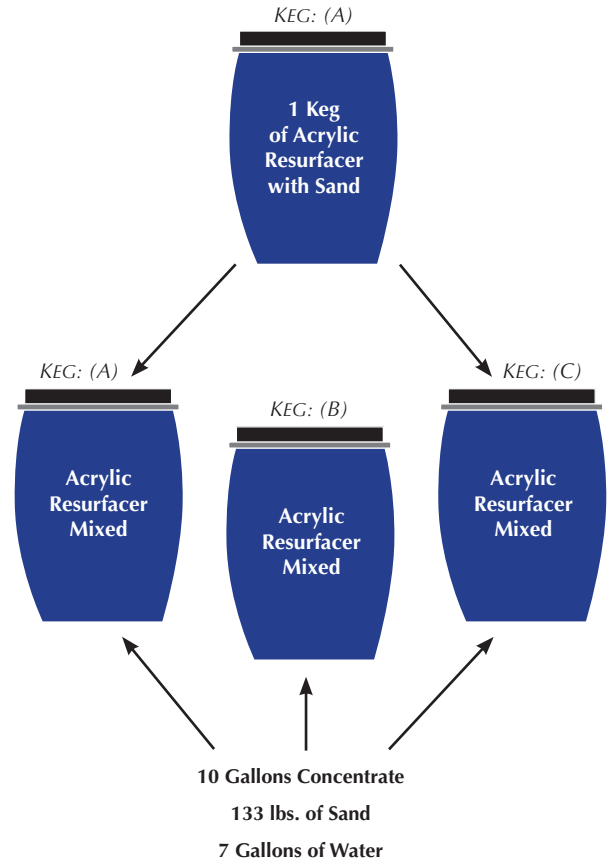 KEG: (A)
1 Keg
of Acrylic
Resurfacer
with Sand
KEG: (A)
Acrylic
Resurfacer
Mixed
KEG: (B)
Acrylic
Resurfacer
Mixed
KEG: (C)
Acrylic
Resurfacer
Mixed
10 Gallons Concentrate
133 lbs. of Sand
7 Gallons of Water